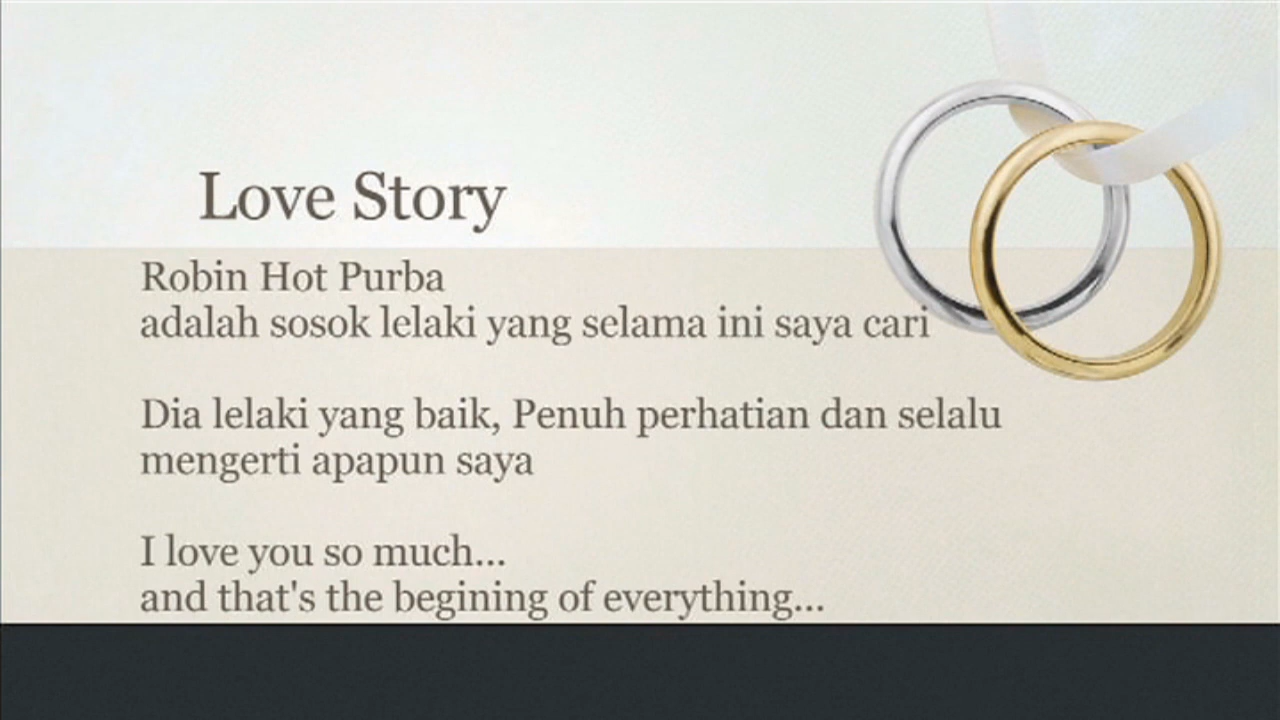 Love Story
Robin Hot Purba
adalah sosok lelaki yang selama ini saya cari
Dia lelaki yang baik, Penuh perhatian dan selalu
mengerti apapun saya
I love you so much...
and that's the begining of everything...